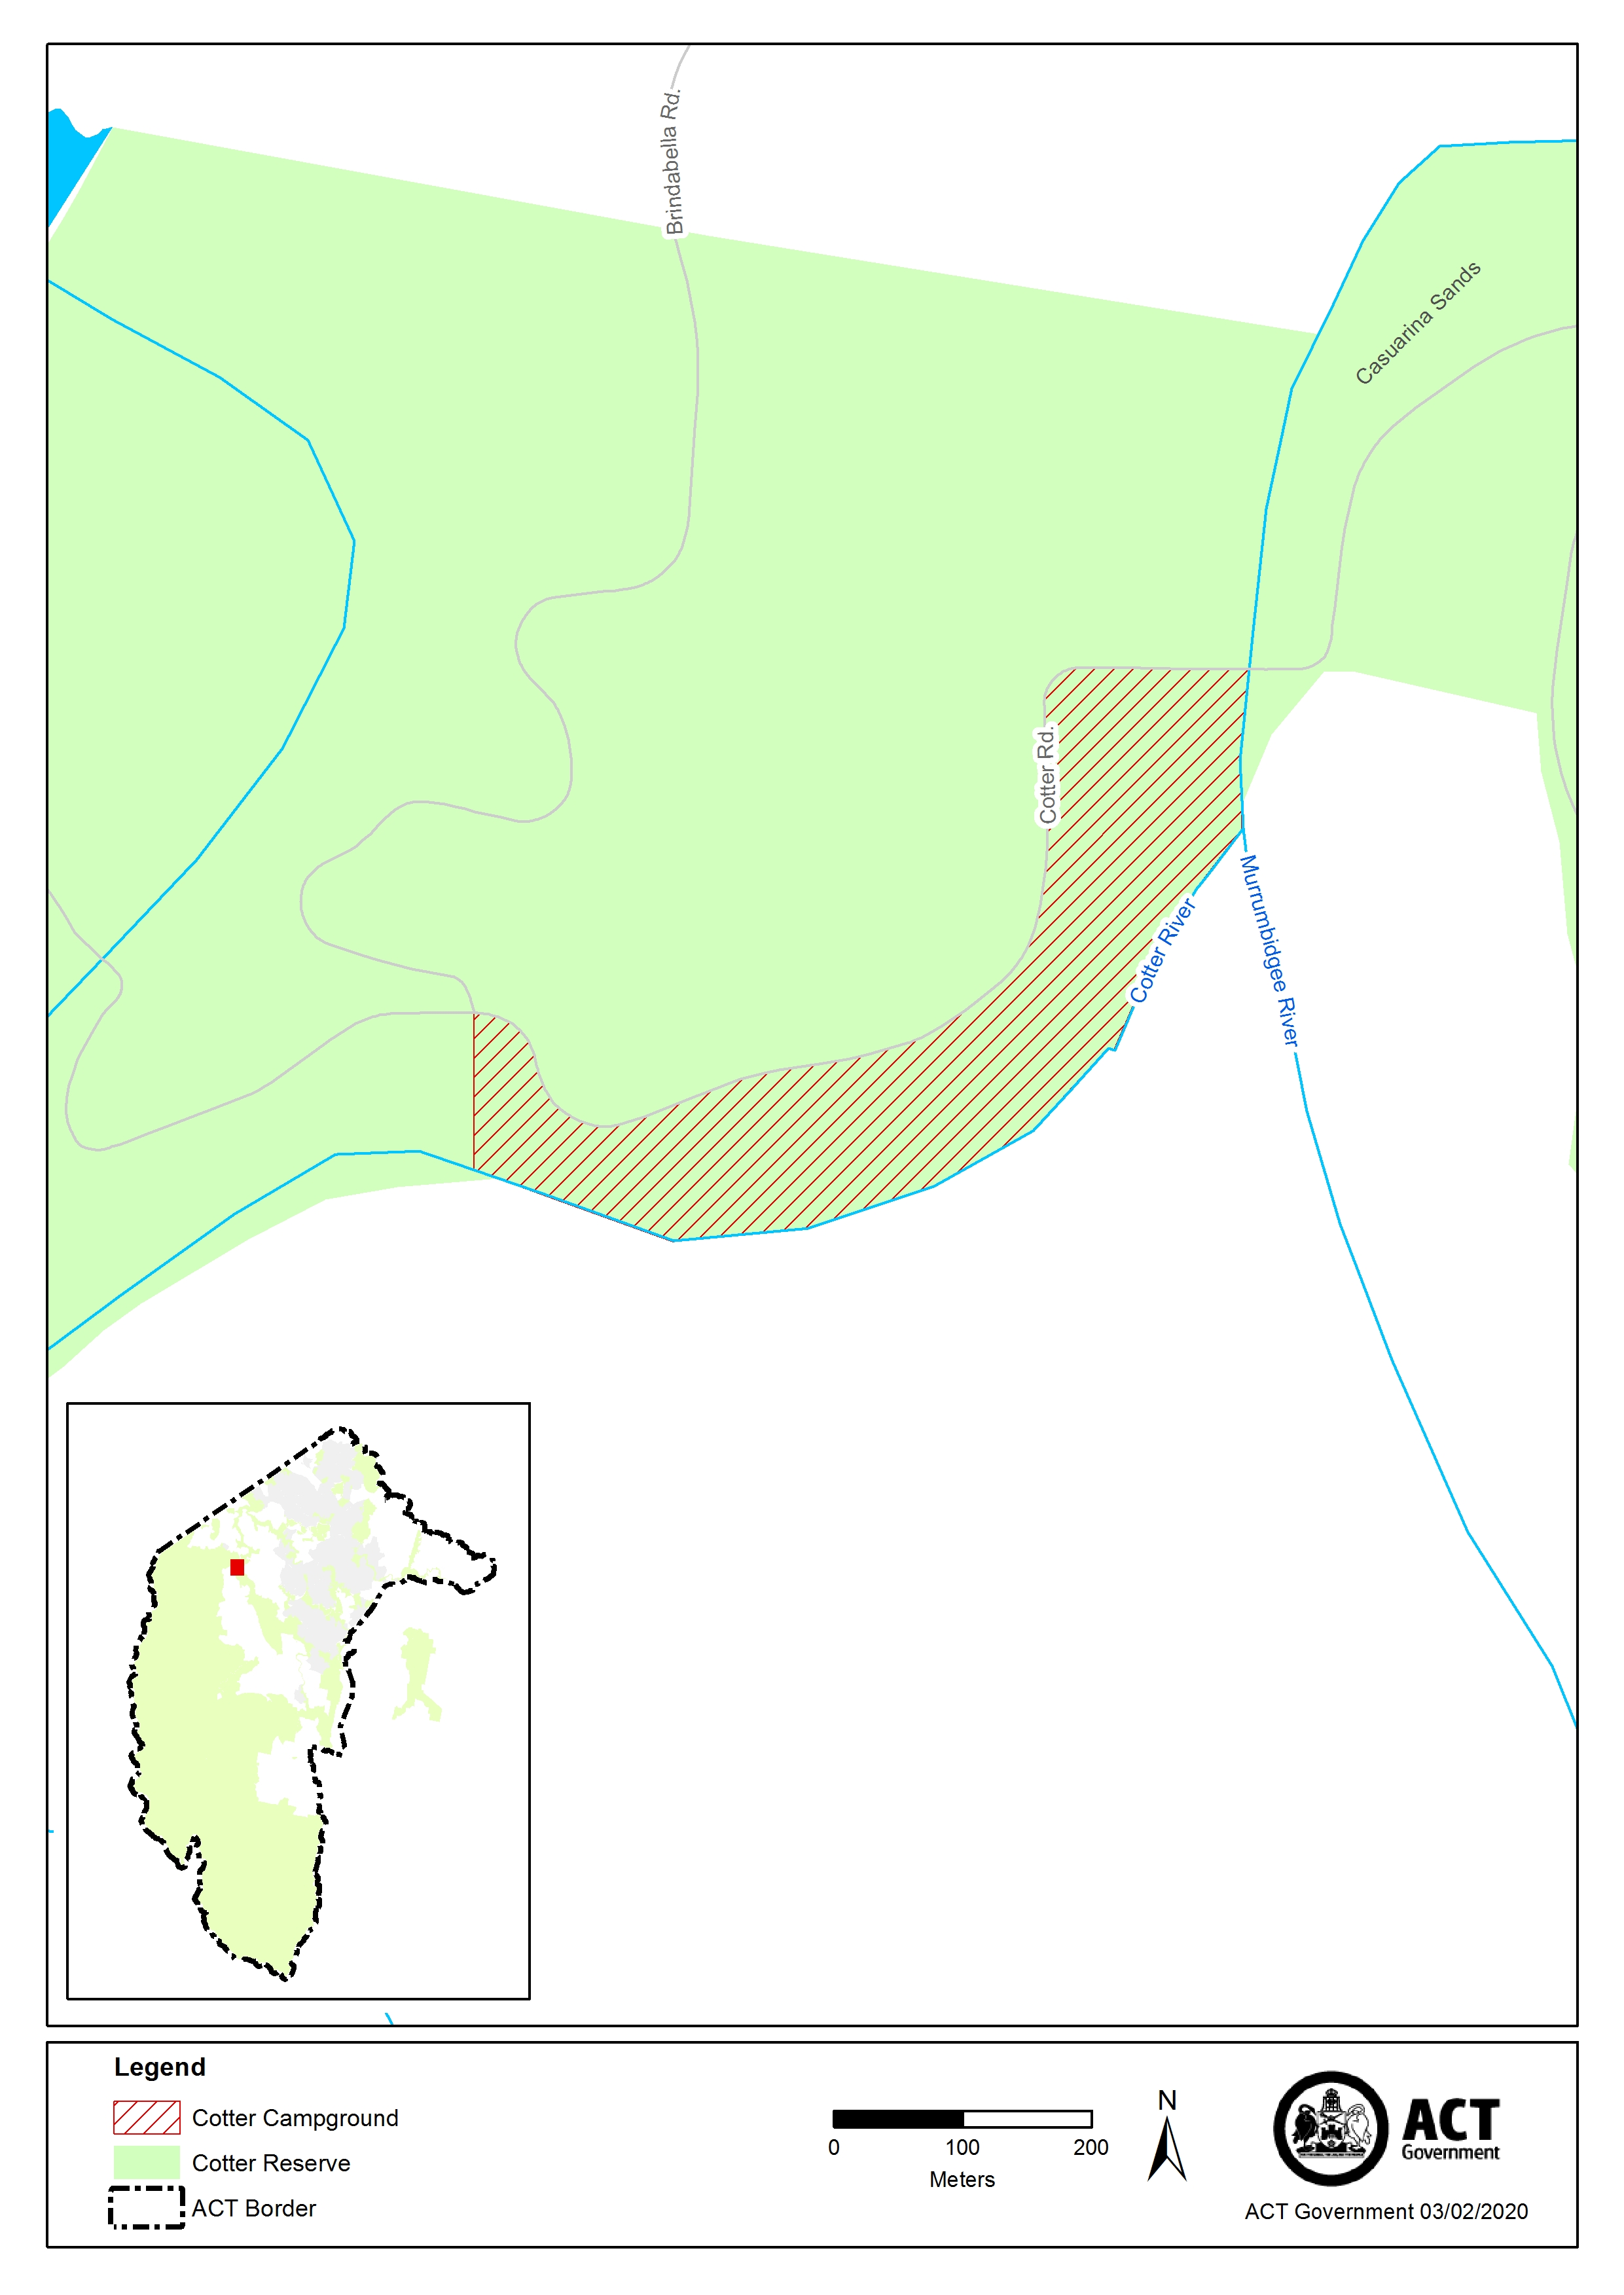 Brindabella Rd.
Casuarina Sands
Cotter Rd.
Cotter River
Murrumbidgee River
Legend
Cotter Campground
Cotter Reserve
ACT Border
0 100 200
Meters
N
ACT
Government
ACT Government 03/02/2020